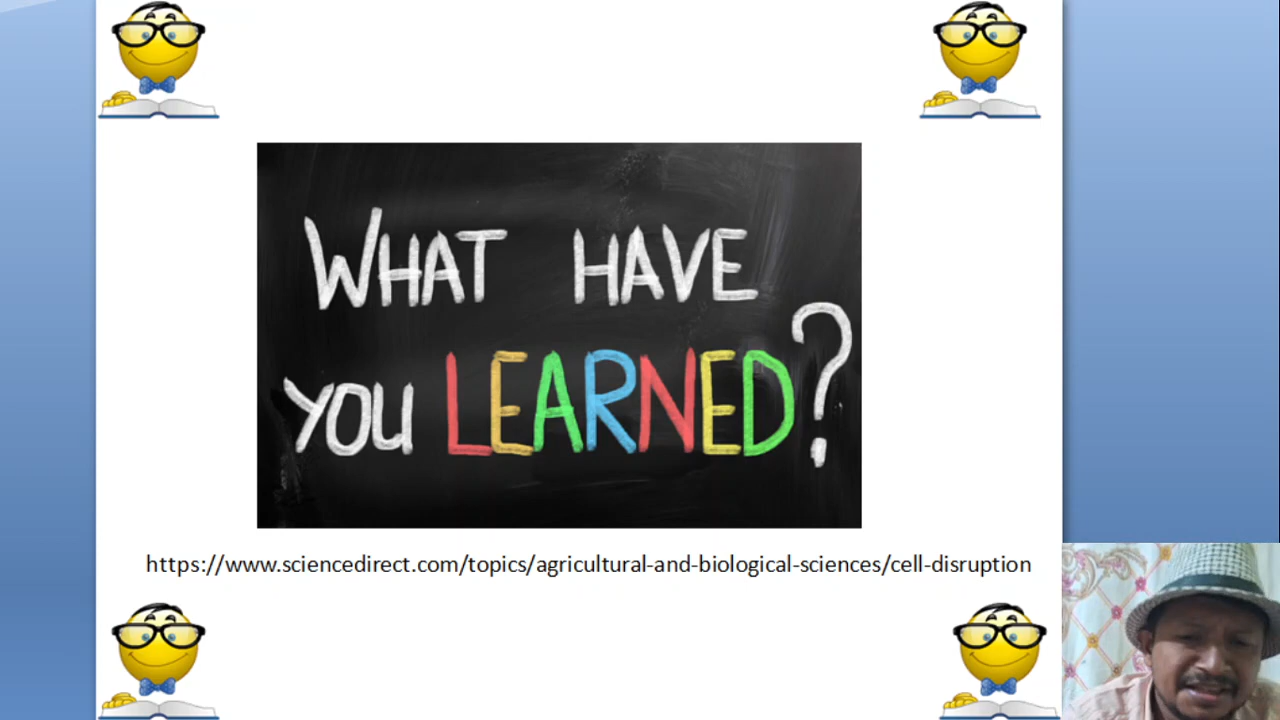 WHAT HAVE
YOU LEARNED?
https://www.sciencedirect.com/topics/agricultural-and-biological-sciences/cell-disruption